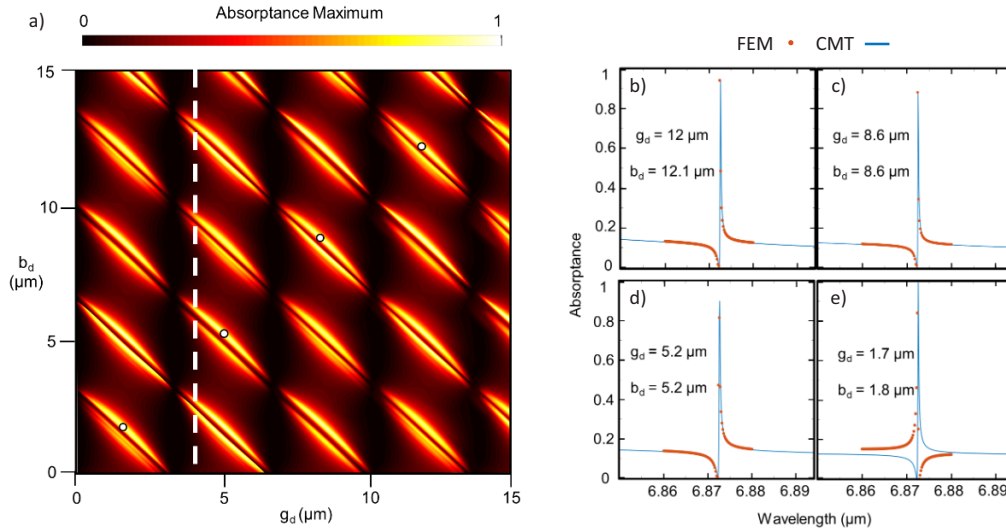 a)
Absorptance Maximum
0 1
15
10
5
0
b_d
(μm)
0 5 10 15
g_d (μm)
FEM CMT
b)
g_d = 12 μm
b_d = 12.1 μm
c)
g_d = 8.6 μm
b_d = 8.6 μm
1
0.8
0.6
0.4
0.2
0
Absorptance
d)
g_d = 5.2 μm
b_d = 5.2 μm
e)
g_d = 1.7 μm
b_d = 1.8 μm
1
0.8
0.6
0.4
0.2
0
6.86 6.87 6.88 6.89 6.86 6.87 6.88 6.89
Wavelength (μm)